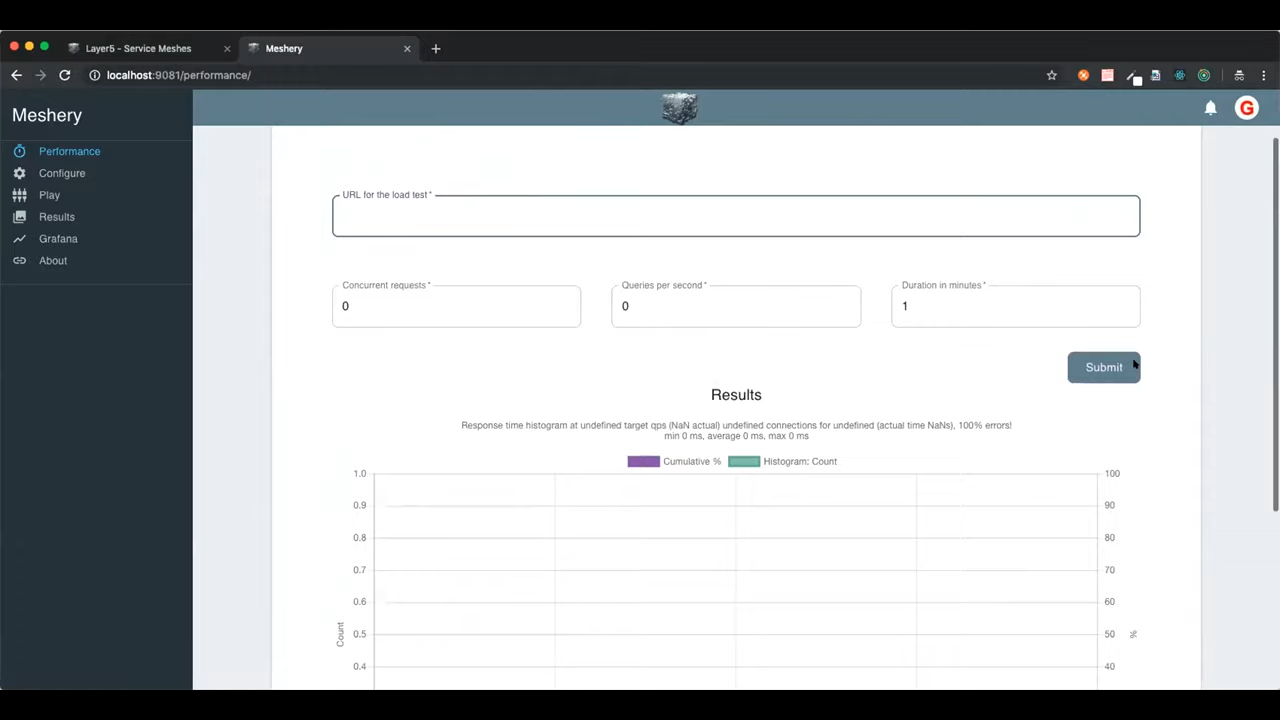 Layer5 - Service Meshes
Meshery
localhost:9081/performance/
Meshery
G
Performance
Configure
Play
Results
Grafana
About
URL for the load test *
Concurrent requests *
Queries per second *
Duration in minutes *
0
0
1
Submit
Results
Response time histogram at undefined target qps (NaN actual) undefined connections for undefined (actual time NaNs), 100% errors!
min 0 ms, average 0 ms, max 0 ms
Cumulative %
Histogram: Count
1.0
100
0.9
90
0.8
80
0.7
70
0.6
60
0.5
50
Count
%
0.4
40